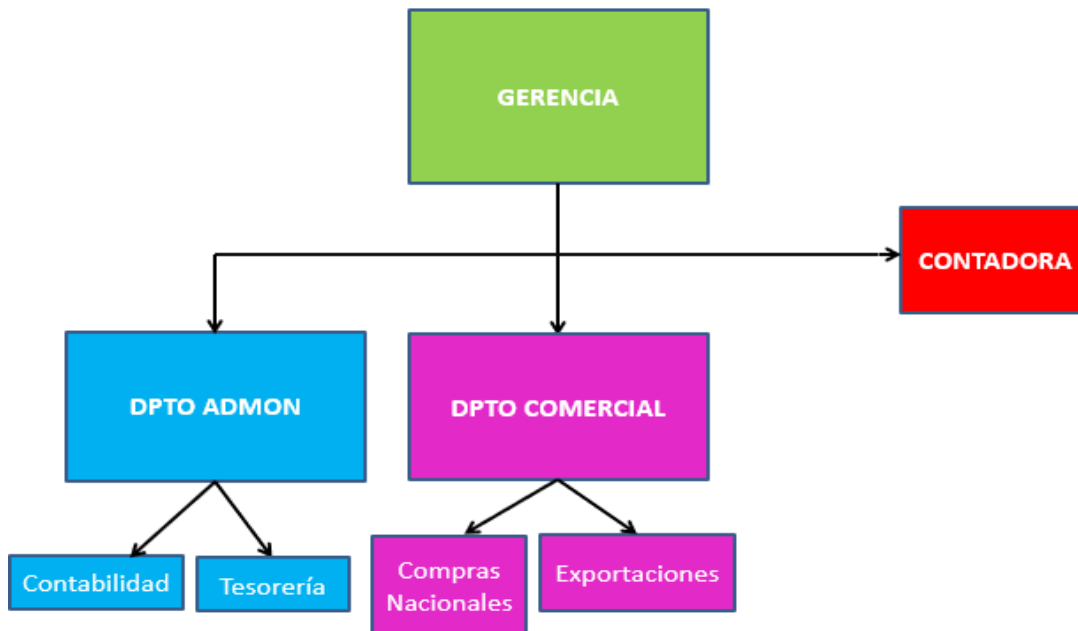 GERENCIA
CONTADORA
DPTO ADMON
DPTO COMERCIAL
Contabilidad
Tesorería
Compras
Nacionales
Exportaciones